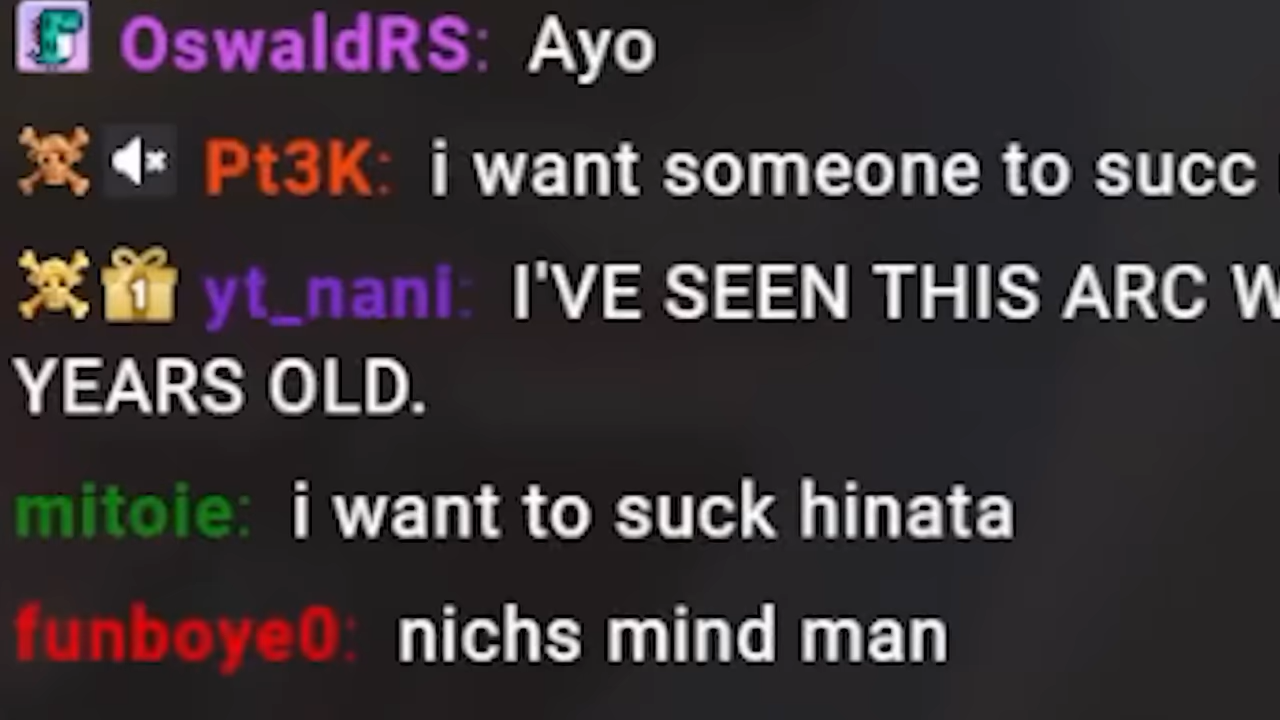 OswaldRS: Ayo
Pt3K: i want someone to succ
1 yt_nani: I'VE SEEN THIS ARC
YEARS OLD.
mitoie: i want to suck hinata
funboye0: nichs mind man